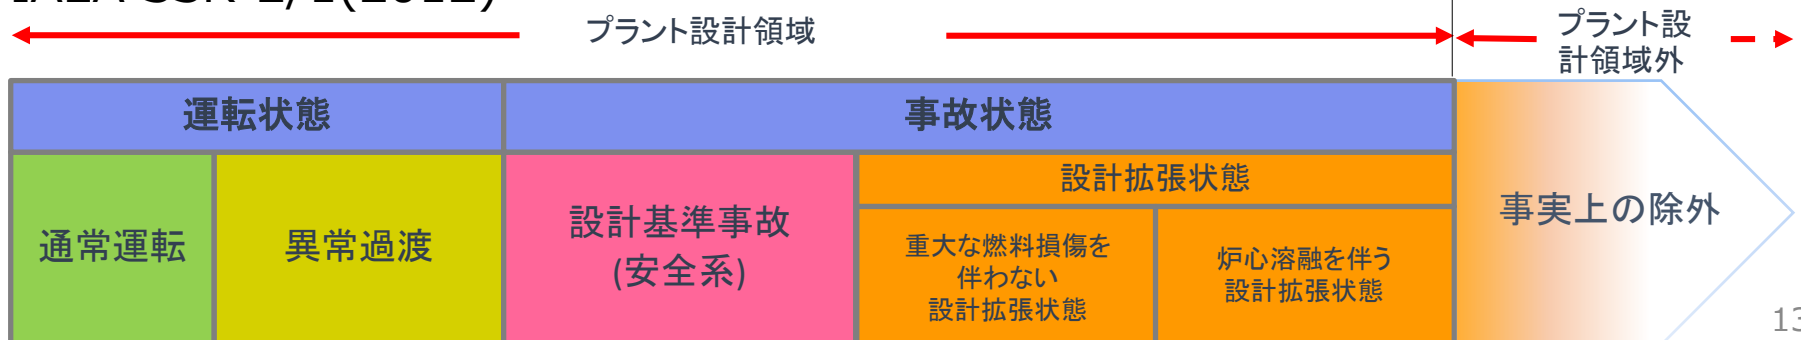 プラント設計領域
プラント設
計領域外
運転状態
事故状態
通常運転
異常過渡
設計基準事故
(安全系)
設計拡張状態
重大な燃料損傷を
伴わない
設計拡張状態
炉心溶融を伴う
設計拡張状態
事実上の除外